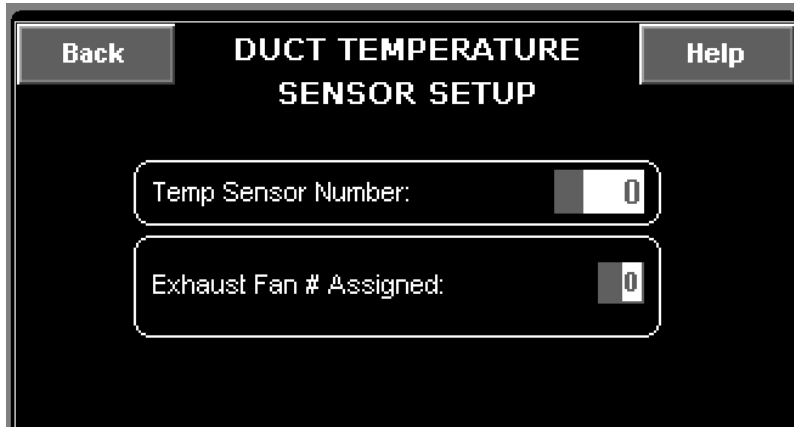 Back
DUCT TEMPERATURE
Help
SENSOR SETUP
Temp Sensor Number: 0
Exhaust Fan # Assigned: 0